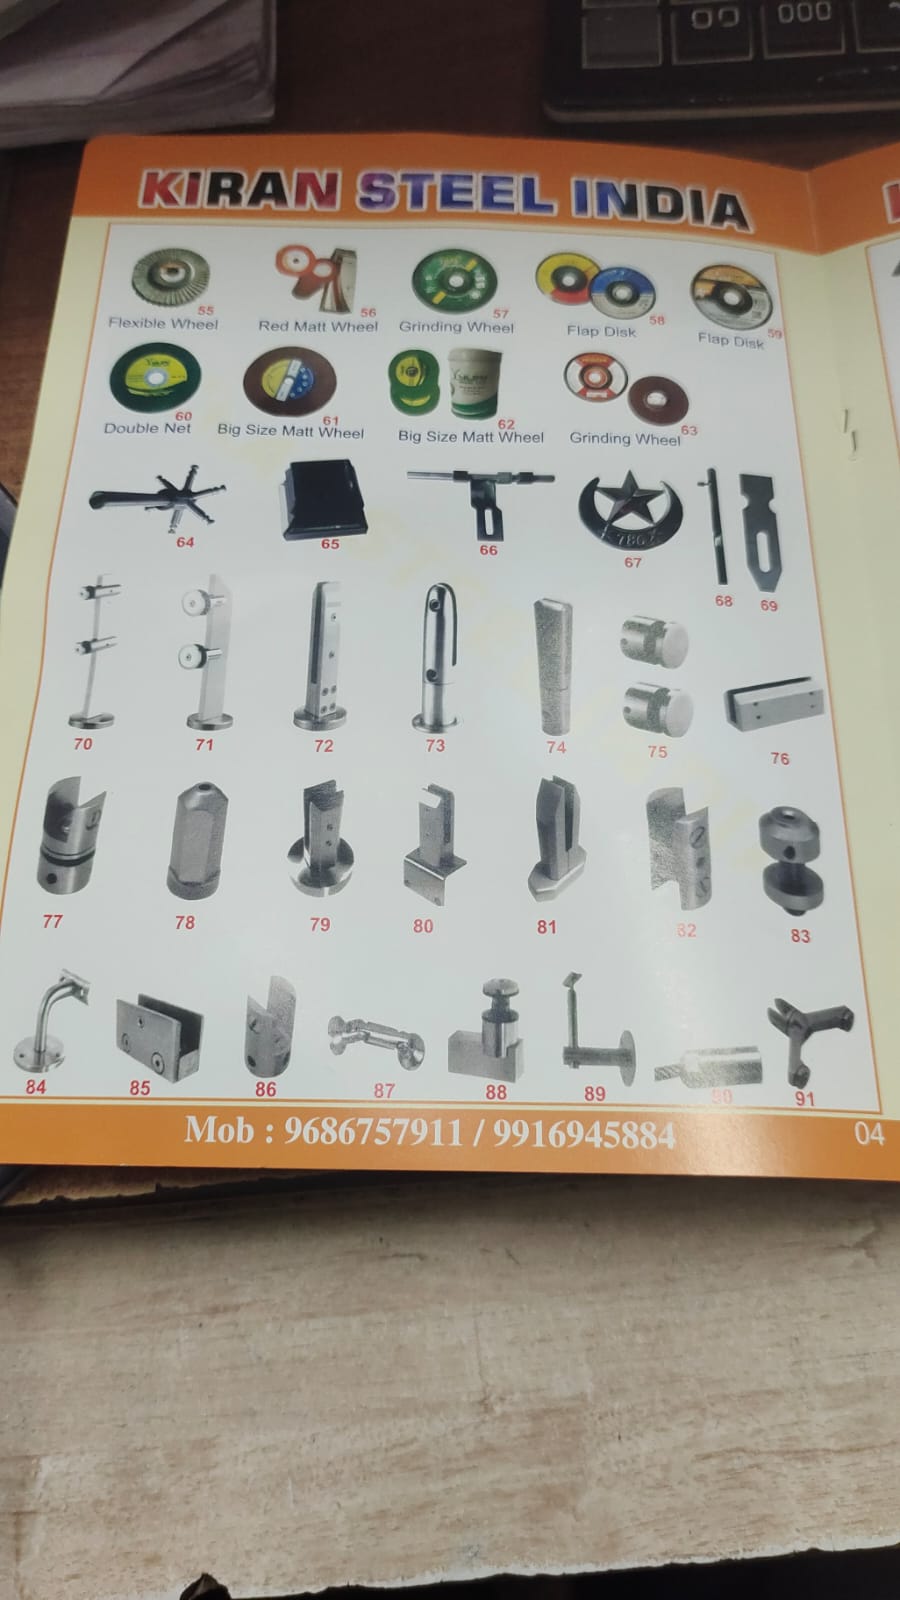 00 000
KIRAN STEEL INDIA
55 56 57 58 59
Flexible Wheel Red Matt Wheel Grinding Wheel Flap Disk Flap Disk
60 61 62 63
Double Net Big Size Matt Wheel Big Size Matt Wheel Grinding Wheel
786
64 65 66 67 68 69
70 71 72 73 74 75 76
77 78 79 80 81 82 83
84 85 86 87 88 89 90 91
Mob : 9686757911 / 9916945884 04